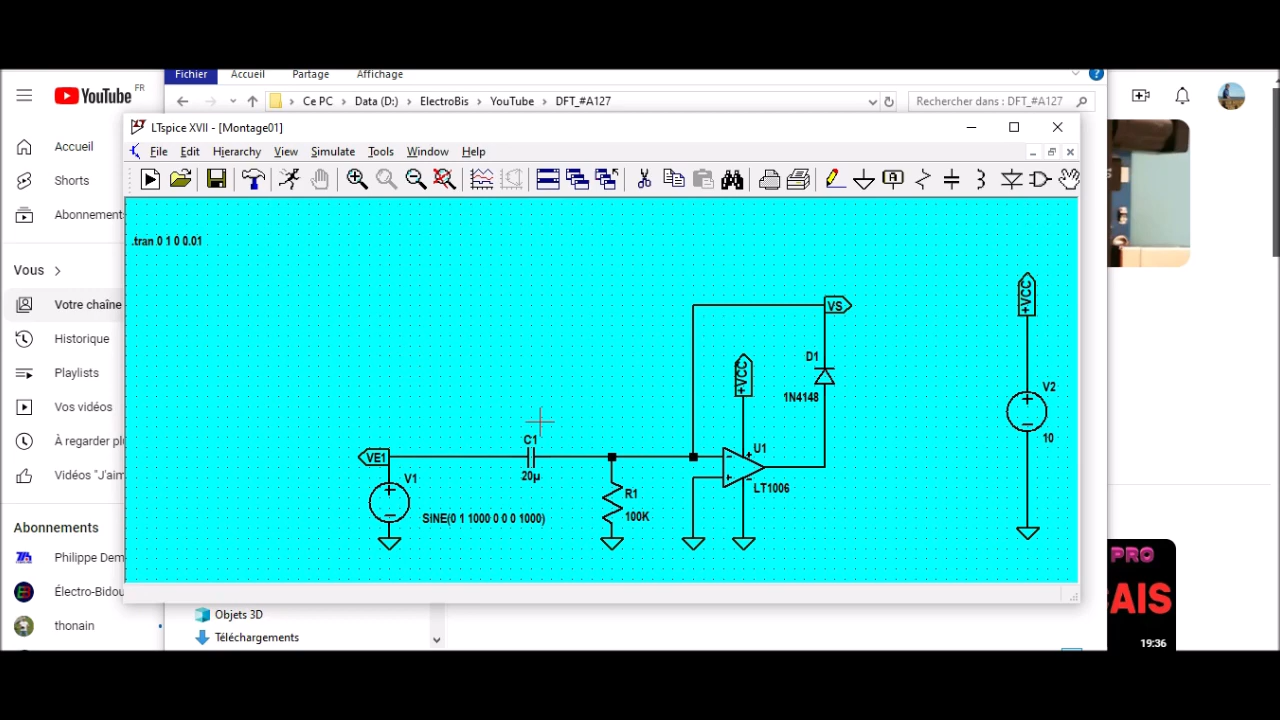 Fichier Accueil Partage Affichage
YouTube FR
Ce PC > Data (D:) > ElectroBis > YouTube > DFT_#A127
Rechercher dans : DFT_#A127
LTspice XVII - [Montage01]
File Edit Hierarchy View Simulate Tools Window Help
Accueil
Shorts
Abonnement
Vous
Votre chaîne
Historique
Playlists
Vos vidéos
À regarder plu
Vidéos "J'aim
Abonnements
Philippe Dem
Électro-Bidou
thonain
.tran 0 1 0 0.01
VS
+VCC
D1
1N4148
+VCC
V2
10
C1
20µ
VE1
V1
SINE(0 1 1000 0 0 0 1000)
R1
100K
U1
LT1006
Objets 3D
Téléchargements
PRO
AIS
19:36